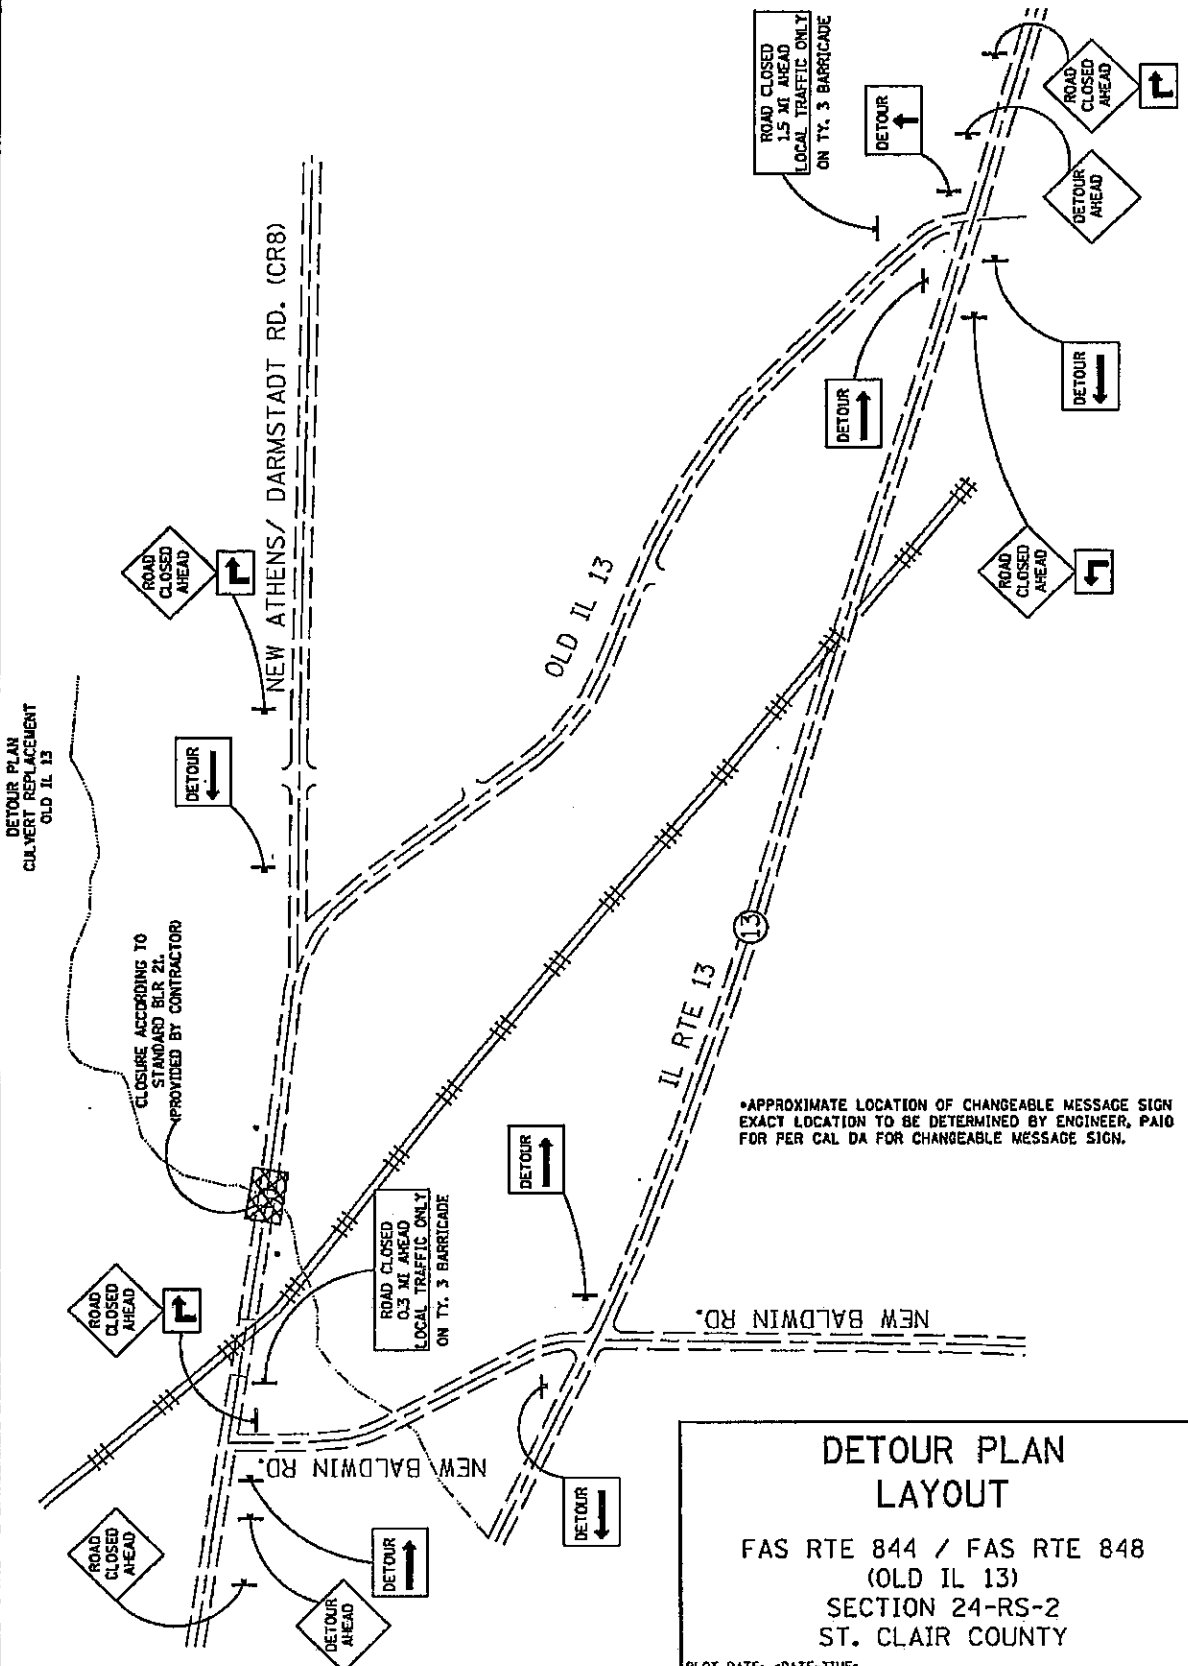 DETOUR PLAN
CULVERT REPLACEMENT
OLD IL 13
ROAD CLOSED
1.5 MI AHEAD
LOCAL TRAFFIC ONLY
ON TY. 3 BARRICADE
DETOUR
ROAD
CLOSED
AHEAD
DETOUR
AHEAD
DETOUR
DETOUR
ROAD
CLOSED
AHEAD
NEW ATHENS/ DARMSTADT RD. (CR8)
ROAD
CLOSED
AHEAD
DETOUR
OLD IL 13
CLOSURE ACCORDING TO
STANDARD BLR 21.
(PROVIDED BY CONTRACTOR)
IL RTE 13
13
•APPROXIMATE LOCATION OF CHANGEABLE MESSAGE SIGN
EXACT LOCATION TO BE DETERMINED BY ENGINEER, PAID
FOR PER CAL DA FOR CHANGEABLE MESSAGE SIGN.
DETOUR
ROAD CLOSED
0.3 MI AHEAD
LOCAL TRAFFIC ONLY
ON TY. 3 BARRICADE
ROAD
CLOSED
AHEAD
NEW BALDWIN RD.
NEW BALDWIN RD.
DETOUR
ROAD
CLOSED
AHEAD
DETOUR
DETOUR
AHEAD
DETOUR PLAN
LAYOUT
FAS RTE 844 / FAS RTE 848
(OLD IL 13)
SECTION 24-RS-2
ST. CLAIR COUNTY